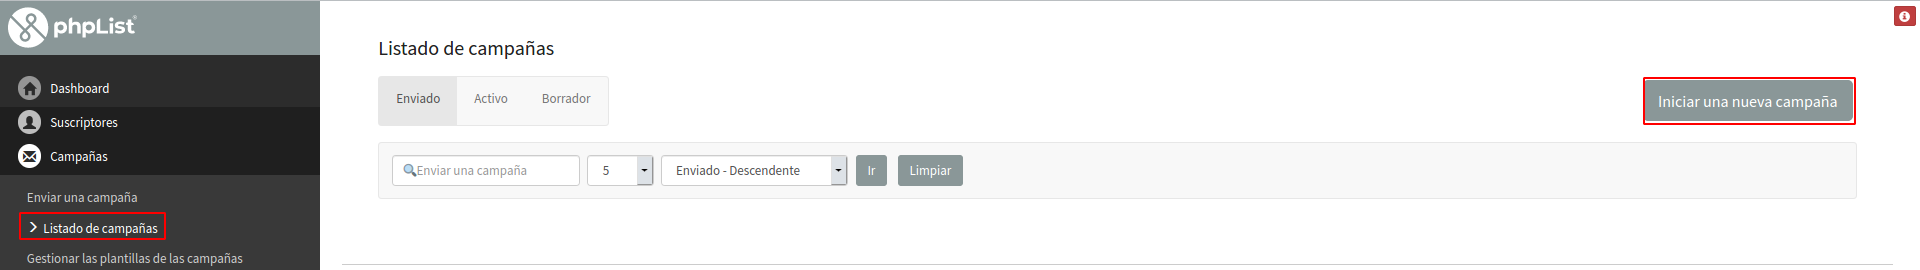 phpList®
Dashboard
Suscriptores
Campañas
Enviar una campaña
Listado de campañas
Gestionar las plantillas de las campañas
Listado de campañas
Enviado Activo Borrador
Iniciar una nueva campaña
Enviar una campaña 5 Enviado - Descendente Ir Limpiar